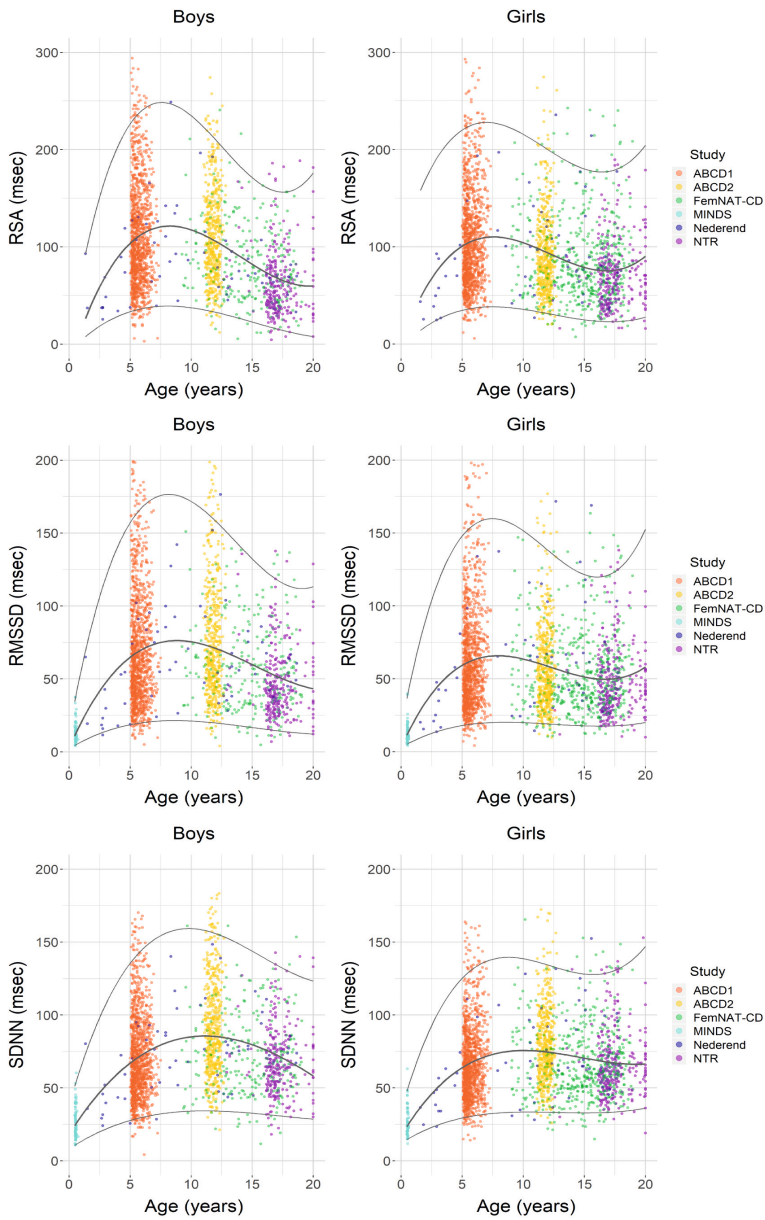 Boys
Girls
300
200
100
0
RSA (msec)
0 5 10 15 20
Age (years)
300
200
100
0
RSA (msec)
0 5 10 15 20
Age (years)
Study
ABCD1
ABCD2
FemNAT-CD
MINDS
Nederend
NTR
Boys
Girls
200
150
100
50
0
RMSSD (msec)
0 5 10 15 20
Age (years)
200
150
100
50
0
RMSSD (msec)
0 5 10 15 20
Age (years)
Study
ABCD1
ABCD2
FemNAT-CD
MINDS
Nederend
NTR
Boys
Girls
200
150
100
50
0
SDNN (msec)
0 5 10 15 20
Age (years)
200
150
100
50
0
SDNN (msec)
0 5 10 15 20
Age (years)
Study
ABCD1
ABCD2
FemNAT-CD
MINDS
Nederend
NTR